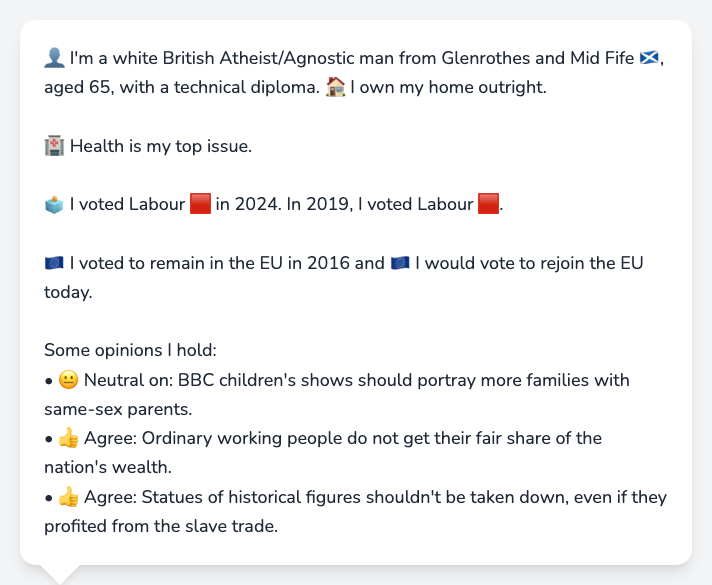 👤 I'm a white British Atheist/Agnostic man from Glenrothes and Mid Fife 🏴󠁧󠁢󠁳󠁣󠁴󠁿,
aged 65, with a technical diploma. 🏠 I own my home outright.
🏥 Health is my top issue.
🗳️ I voted Labour 🟥 in 2024. In 2019, I voted Labour 🟥.
🇪🇺 I voted to remain in the EU in 2016 and 🇪🇺 I would vote to rejoin the EU
today.
Some opinions I hold:
• 😐 Neutral on: BBC children's shows should portray more families with
same-sex parents.
• 👍 Agree: Ordinary working people do not get their fair share of the
nation's wealth.
• 👍 Agree: Statues of historical figures shouldn't be taken down, even if they
profited from the slave trade.